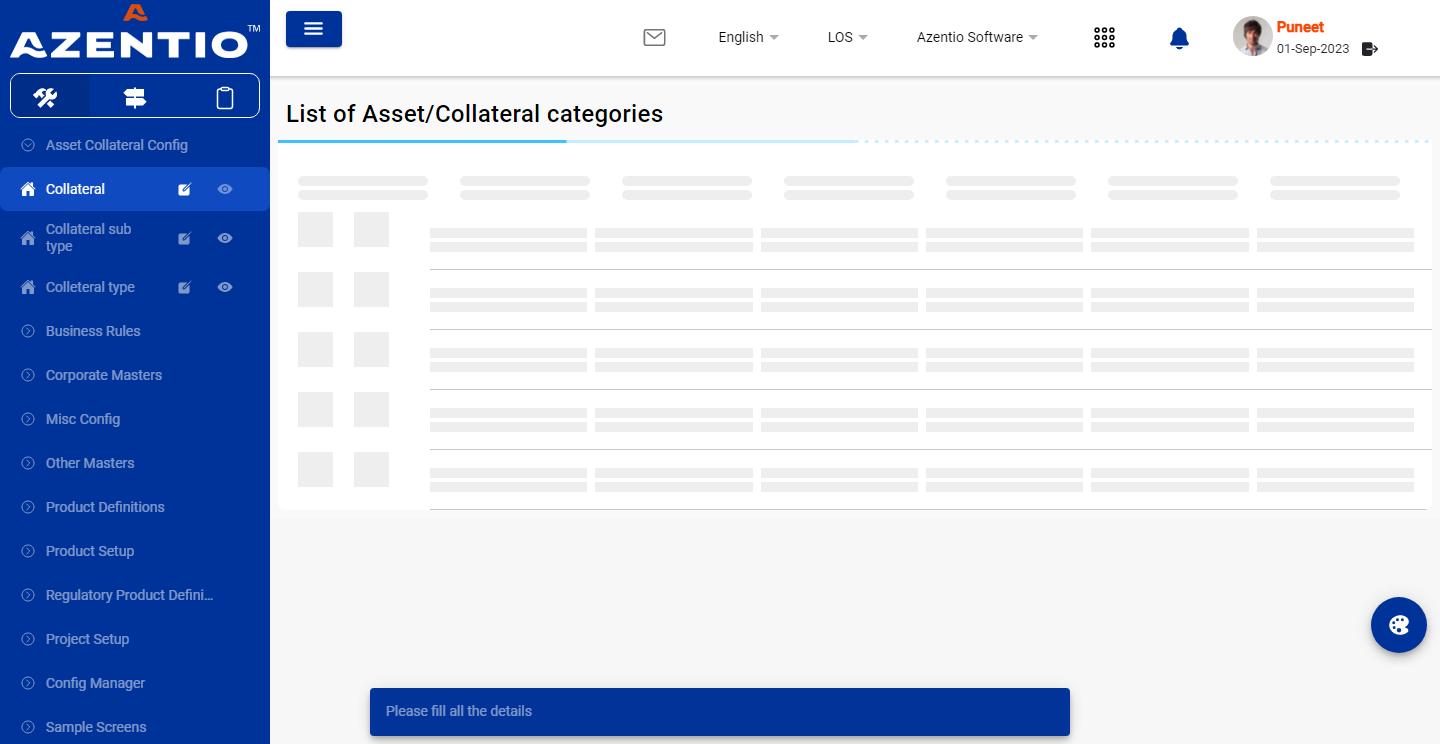 AZENTIO™
English
LOS
Azentio Software
Puneet
01-Sep-2023
Asset Collateral Config
Collateral
Collateral sub
type
Colleteral type
Business Rules
Corporate Masters
Misc Config
Other Masters
Product Definitions
Product Setup
Regulatory Product Defini...
Project Setup
Config Manager
Sample Screens
List of Asset/Collateral categories
Please fill all the details